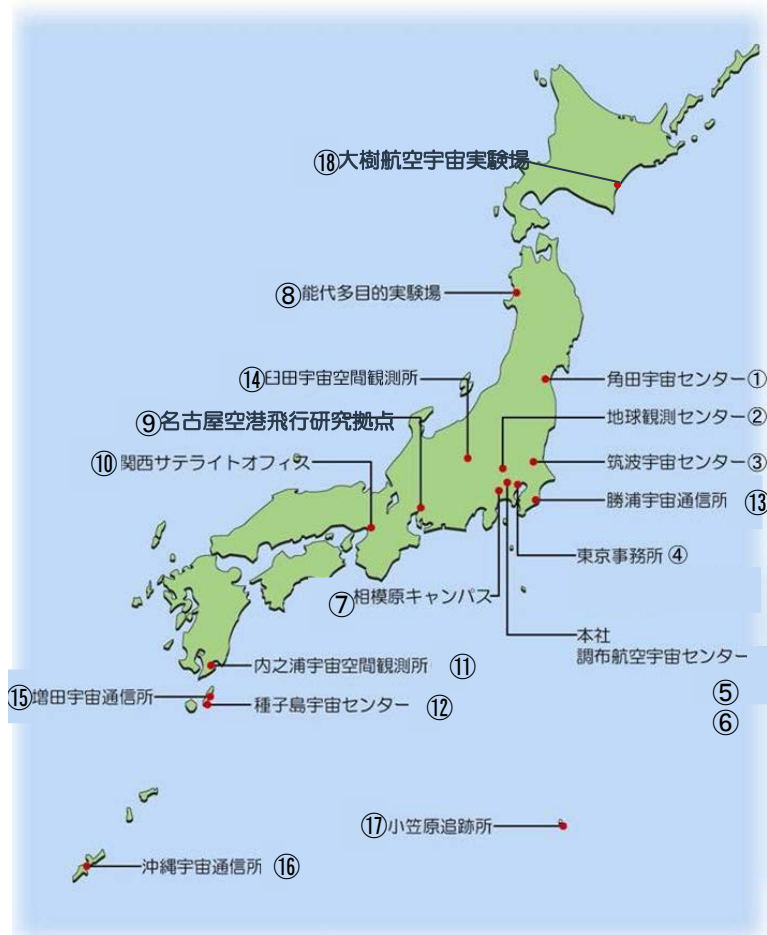 ⑱大樹航空宇宙実験場
⑧能代多目的実験場
⑭臼田宇宙空間観測所
角田宇宙センター①
⑨名古屋空港飛行研究拠点
地球観測センター②
⑩関西サテライトオフィス
筑波宇宙センター③
勝浦宇宙通信所 ⑬
東京事務所④
⑦相模原キャンパス
本社
調布航空宇宙センター
⑤
⑥
内之浦宇宙空間観測所 ⑪
⑮増田宇宙通信所
種子島宇宙センター ⑫
⑰小笠原追跡所
沖縄宇宙通信所 ⑯